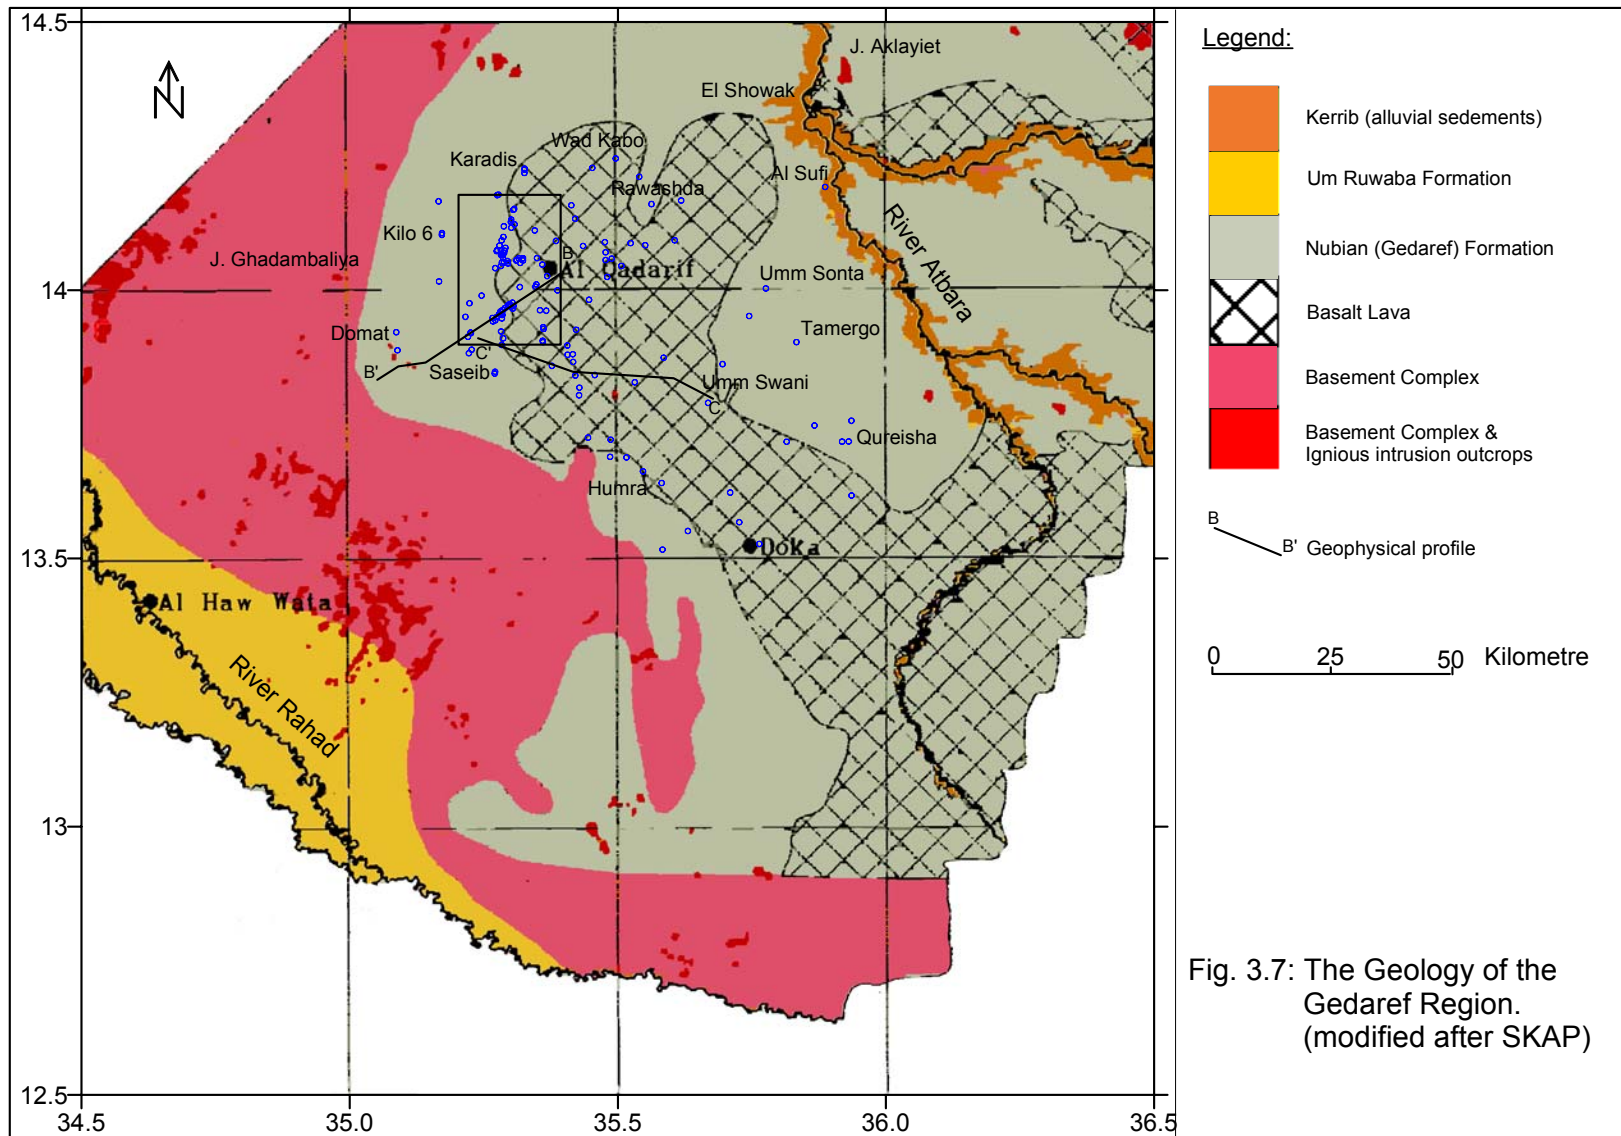 14.5
14
13.5
13
12.5
34.5
35.0
35.5
36.0
36.5
N
J. Aklayiet
El Showak
Wad Kabo
Karadis
Al Sufi
Rawashda
Kilo 6
River Atbara
J. Ghadambaliya
B
Al Qadarif
Umm Sonta
Domat
Tamergo
C'
B'
Saseib
Umm Swani
C
Qureisha
Humra
Doka
Al Haw Wata
River Rahad
Legend:
Kerrib (alluvial sedements)
Um Ruwaba Formation
Nubian (Gedaref) Formation
Basalt Lava
Basement Complex
Basement Complex &
Ignious intrusion outcrops
B
B' Geophysical profile
0 25 50 Kilometre
Fig. 3.7: The Geology of the
Gedaref Region.
(modified after SKAP)